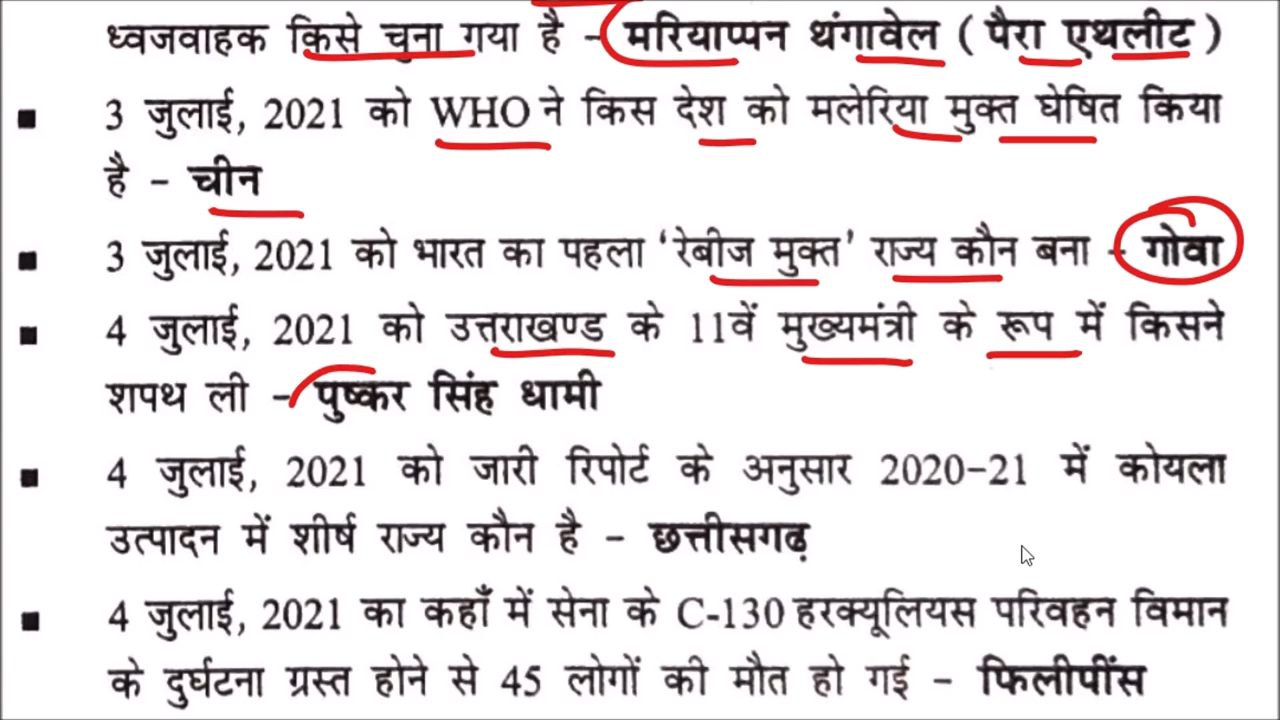 ध्वजवाहक किसे चुना गया है - मरियाप्पन थंगावेल ( पैरा एथलीट )
▪ 3 जुलाई, 2021 को WHO ने किस देश को मलेरिया मुक्त घेषित किया
है - चीन
▪ 3 जुलाई, 2021 को भारत का पहला 'रेबीज मुक्त' राज्य कौन बना - गोवा
▪ 4 जुलाई, 2021 को उत्तराखण्ड के 11वें मुख्यमंत्री के रूप में किसने
शपथ ली - पुष्कर सिंह धामी
▪ 4 जुलाई, 2021 को जारी रिपोर्ट के अनुसार 2020-21 में कोयला
उत्पादन में शीर्ष राज्य कौन है - छत्तीसगढ़
▪ 4 जुलाई, 2021 का कहाँ में सेना के C-130 हरक्यूलियस परिवहन विमान
के दुर्घटना ग्रस्त होने से 45 लोगों की मौत हो गई - फिलीपींस